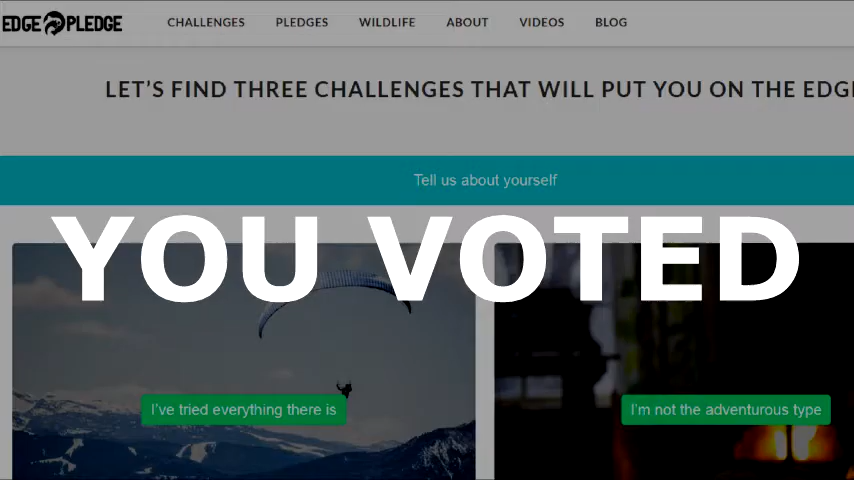 EDGE PLEDGE
CHALLENGES PLEDGES WILDLIFE ABOUT VIDEOS BLOG
LET'S FIND THREE CHALLENGES THAT WILL PUT YOU ON THE EDG
Tell us about yourself
YOU VOTED
I've tried everything there is
I'm not the adventurous type